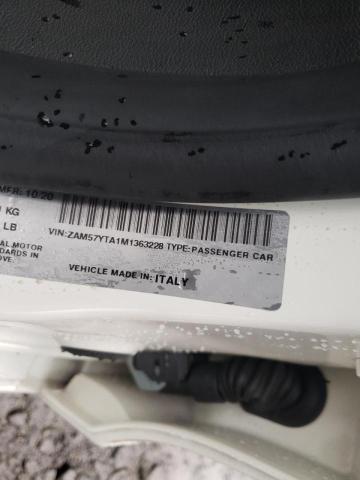 MFR: 10/20
KG
LB
VIN:ZAM57YTA1M1363228 TYPE:PASSENGER CAR
AL MOTOR
DARDS IN
OVE.
VEHICLE MADE IN: ITALY